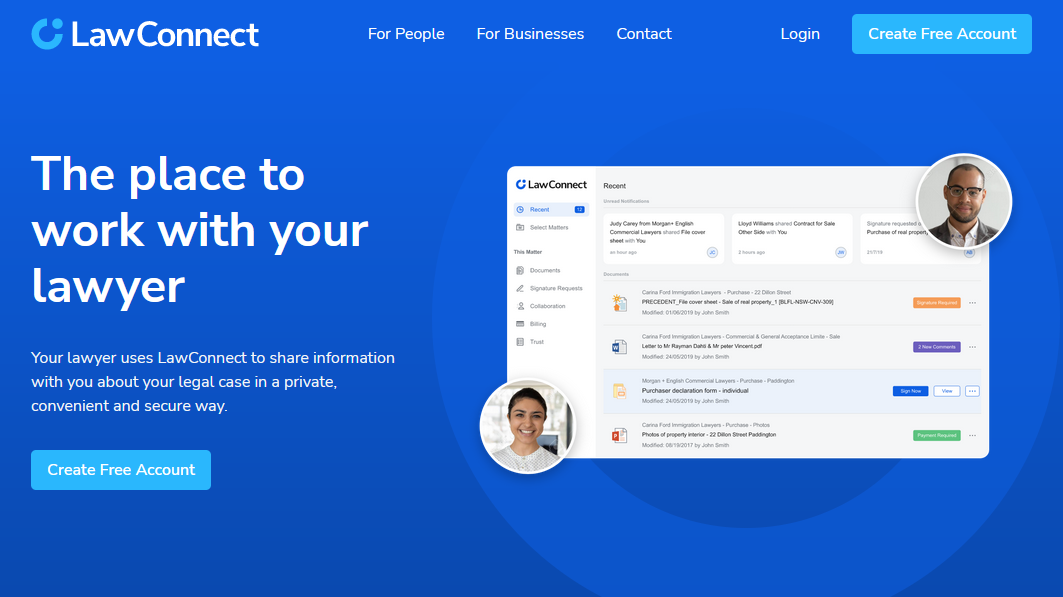 LawConnect
For People
For Businesses
Contact
Login
Create Free Account
The place to
work with your
lawyer
Your lawyer uses LawConnect to share information
with you about your legal case in a private,
convenient and secure way.
Create Free Account
LawConnect
Recent 12
Select Matters
This Matter
Documents
Signature Requests
Collaboration
Billing
Trust
Recent
Unread Notifications
Judy Carey from Morgan+ English
Commercial Lawyers shared File cover
sheet with You
an hour ago JC
Lloyd Williams shared Contract for Sale
Other Side with You
2 hours ago JW
Signature requested
Purchase of real property
21/7/19
Documents
Carina Ford Immigration Lawyers - Purchase - 22 Dillon Street
PRECEDENT_File cover sheet - Sale of real property_1 [BLFL-NSW-CNV-309]
Modified: 01/06/2019 by John Smith
Signature Required
Carina Ford Immigration Lawyers - Commercial & General Acceptance Limite - Sale
Letter to Mr Rayman Dahli & Mr peter Vincent.pdf
Modified: 24/05/2019 by John Smith
2 New Comments
Morgan + English Commercial Lawyers - Purchase - Paddington
Purchaser declaration form - individual
Modified: 24/05/2019 by John Smith
Sign Now
View
Carina Ford Immigration Lawyers - Purchase - Photos
Photos of property interior - 22 Dillon Street Paddington
Modified: 08/19/2017 by John Smith
Payment Required